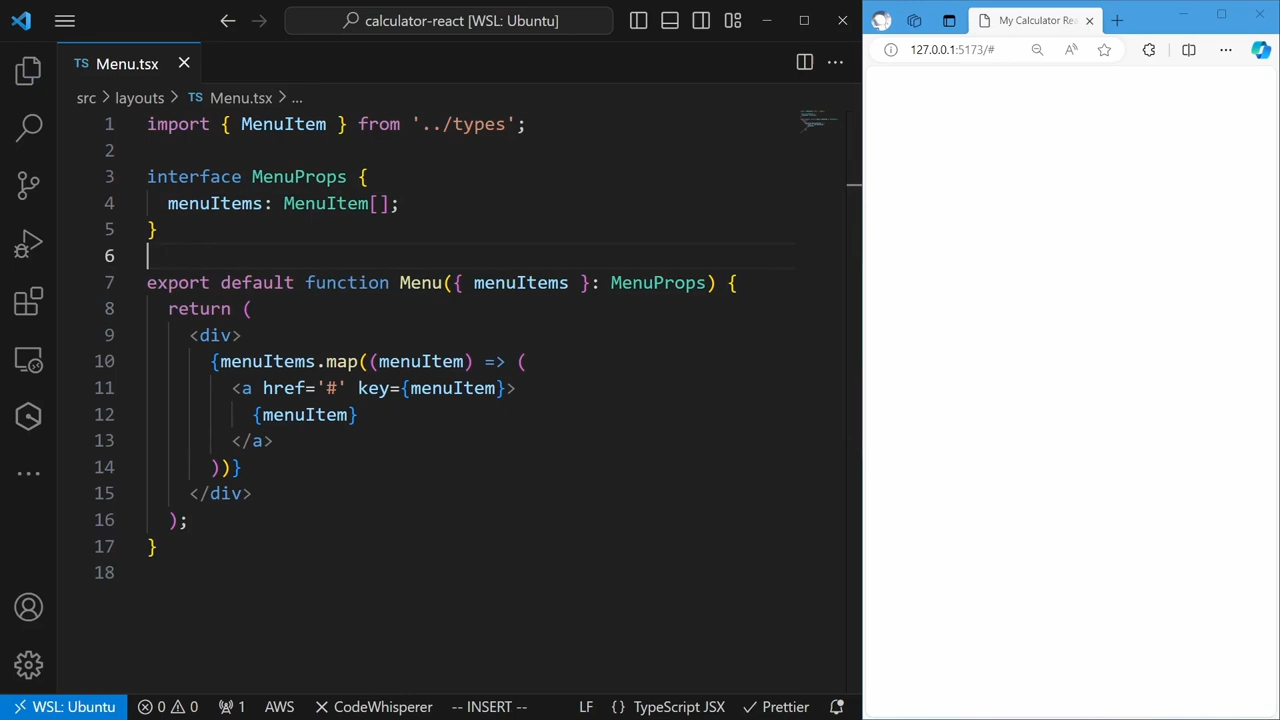 calculator-react [WSL: Ubuntu]
TS Menu.tsx
src > layouts > TS Menu.tsx > ...
1 import { MenuItem } from '../types';
2
3 interface MenuProps {
4 menuItems: MenuItem[];
5 }
6
7 export default function Menu({ menuItems }: MenuProps) {
8 return (
9 <div>
10 {menuItems.map((menuItem) => (
11 <a href='#' key={menuItem}>
12 {menuItem}
13 </a>
14 ))}
15 </div>
16 );
17 }
18
WSL: Ubuntu 0 0 1 AWS CodeWhisperer -- INSERT -- LF {} TypeScript JSX Prettier
My Calculator Rea
127.0.0.1:5173/#